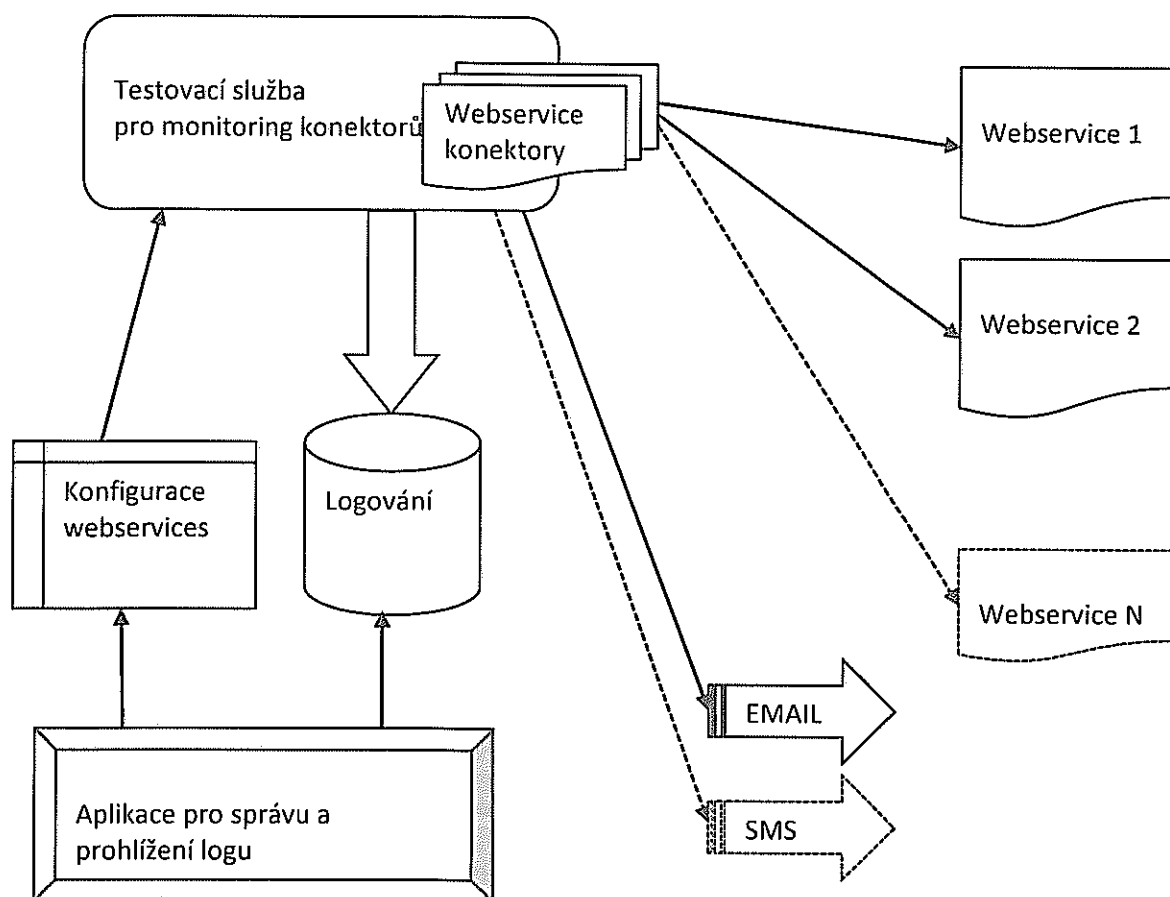 Testovací služba
pro monitoring konektorů
Webservice
konektory
Webservice 1
Webservice 2
Konfigurace
webservices
Logování
Webservice N
EMAIL
SMS
Aplikace pro správu a
prohlížení logu